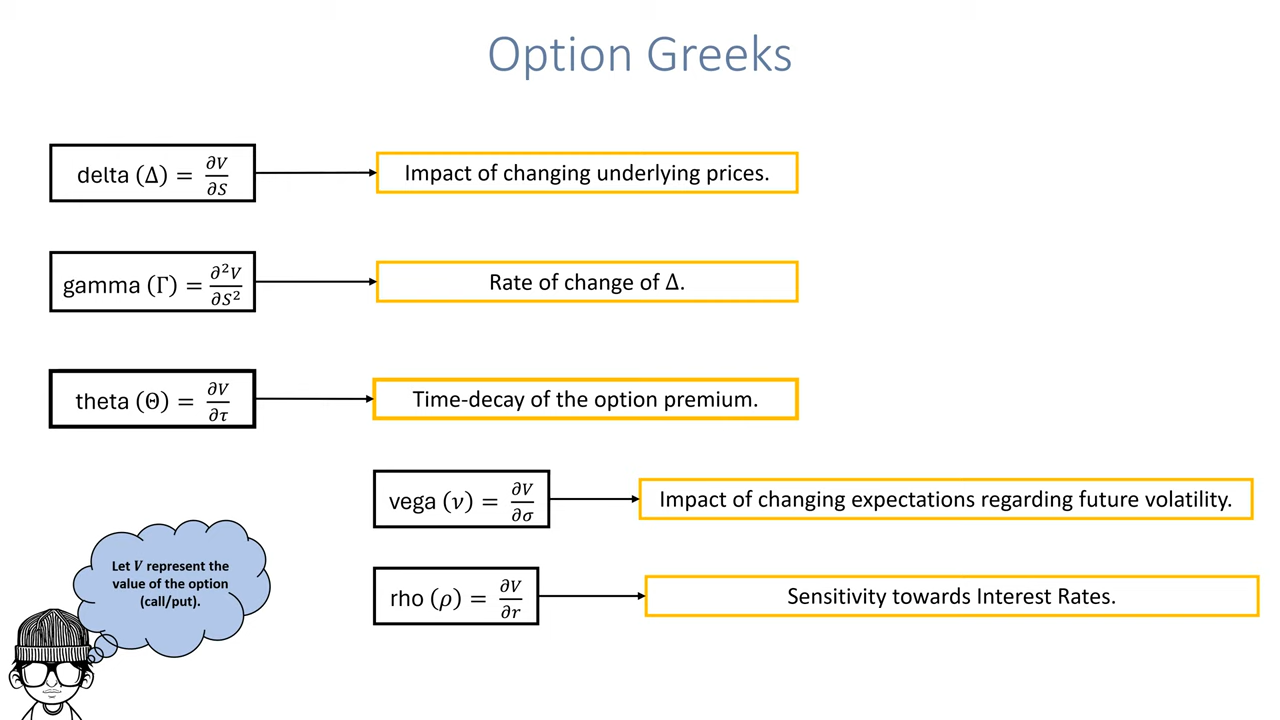 Option Greeks
delta (Δ) = ∂V/∂S
Impact of changing underlying prices.
gamma (Γ) = ∂²V/∂S²
Rate of change of Δ.
theta (Θ) = ∂V/∂τ
Time-decay of the option premium.
vega (ν) = ∂V/∂σ
Impact of changing expectations regarding future volatility.
rho (ρ) = ∂V/∂r
Sensitivity towards Interest Rates.
Let V represent the
value of the option
(call/put).